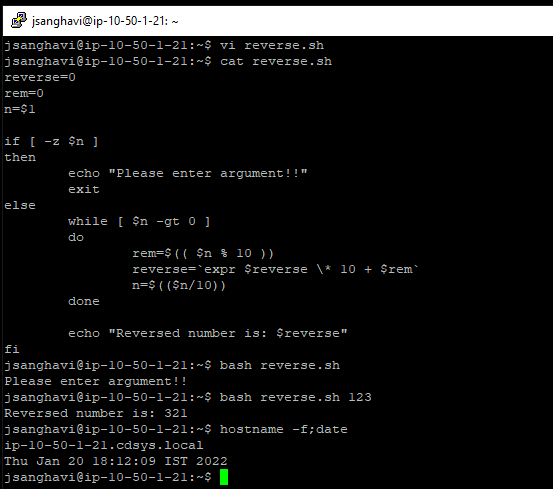 jsanghavi@ip-10-50-1-21: ~
jsanghavi@ip-10-50-1-21:~$ vi reverse.sh
jsanghavi@ip-10-50-1-21:~$ cat reverse.sh
reverse=0
rem=0
n=$1

if [ -z $n ]
then
        echo "Please enter argument!!"
        exit
else
        while [ $n -gt 0 ]
        do
                rem=$(( $n % 10 ))
                reverse=`expr $reverse \* 10 + $rem`
                n=$(($n/10))
        done

        echo "Reversed number is: $reverse"
fi
jsanghavi@ip-10-50-1-21:~$ bash reverse.sh
Please enter argument!!
jsanghavi@ip-10-50-1-21:~$ bash reverse.sh 123
Reversed number is: 321
jsanghavi@ip-10-50-1-21:~$ hostname -f;date
ip-10-50-1-21.cdsys.local
Thu Jan 20 18:12:09 IST 2022
jsanghavi@ip-10-50-1-21:~$